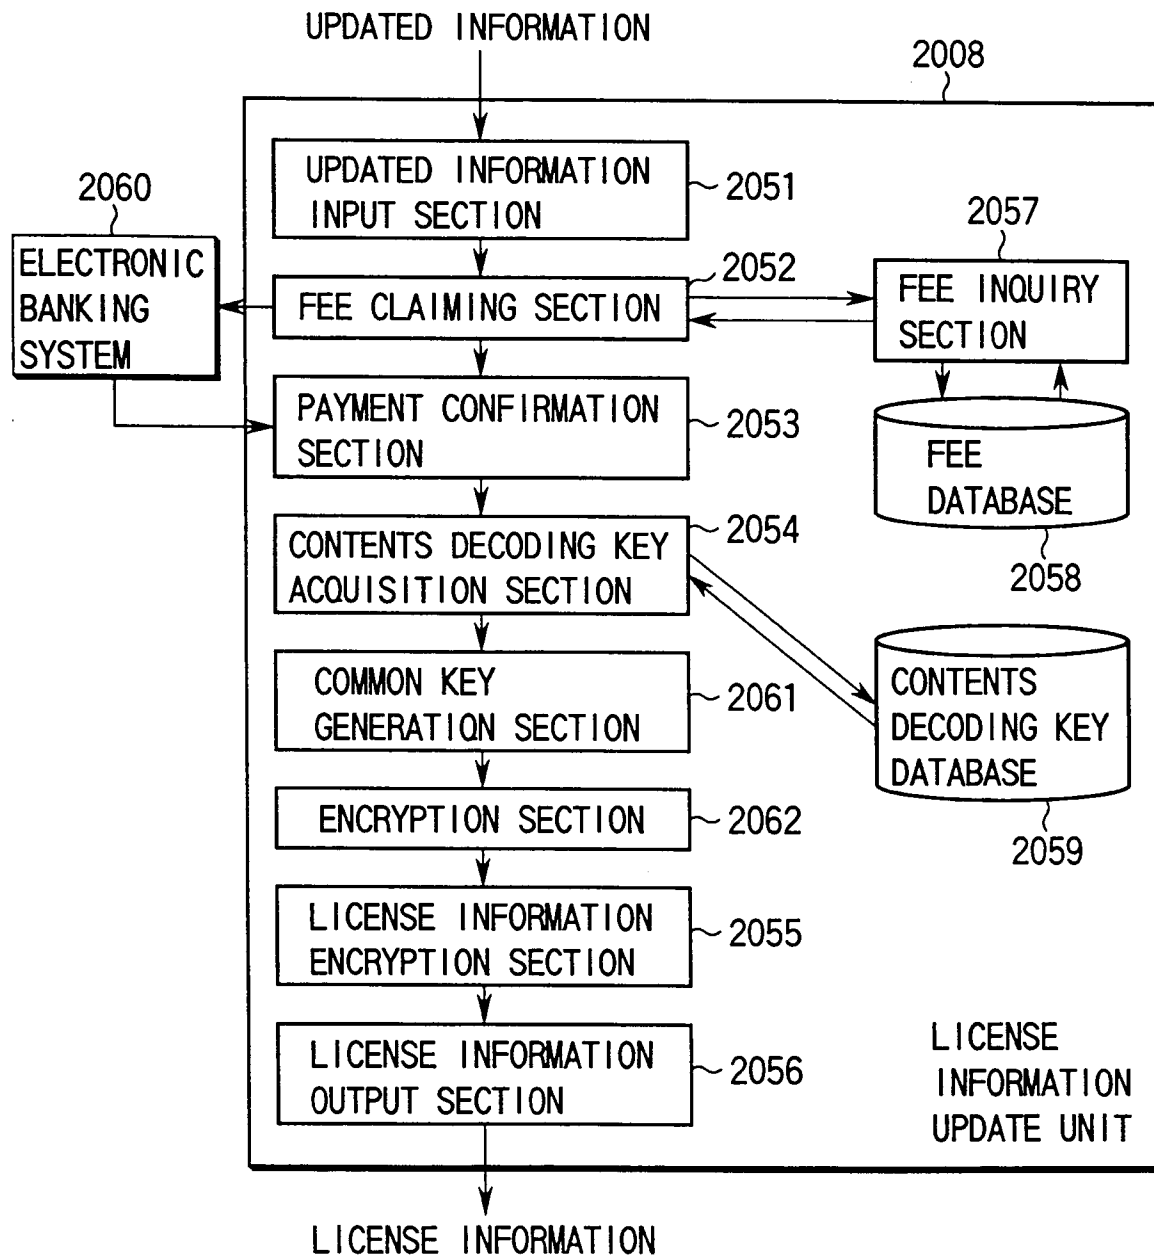 UPDATED INFORMATION
2008
UPDATED INFORMATION
INPUT SECTION
2051
2060
ELECTRONIC
BANKING
SYSTEM
2052
FEE CLAIMING SECTION
2057
FEE INQUIRY
SECTION
PAYMENT CONFIRMATION
SECTION
2053
FEE
DATABASE
2058
2054
CONTENTS DECODING KEY
ACQUISITION SECTION
COMMON KEY
GENERATION SECTION
2061
CONTENTS
DECODING KEY
DATABASE
2059
ENCRYPTION SECTION
2062
LICENSE INFORMATION
ENCRYPTION SECTION
2055
LICENSE INFORMATION
OUTPUT SECTION
2056
LICENSE
INFORMATION
UPDATE UNIT
LICENSE INFORMATION